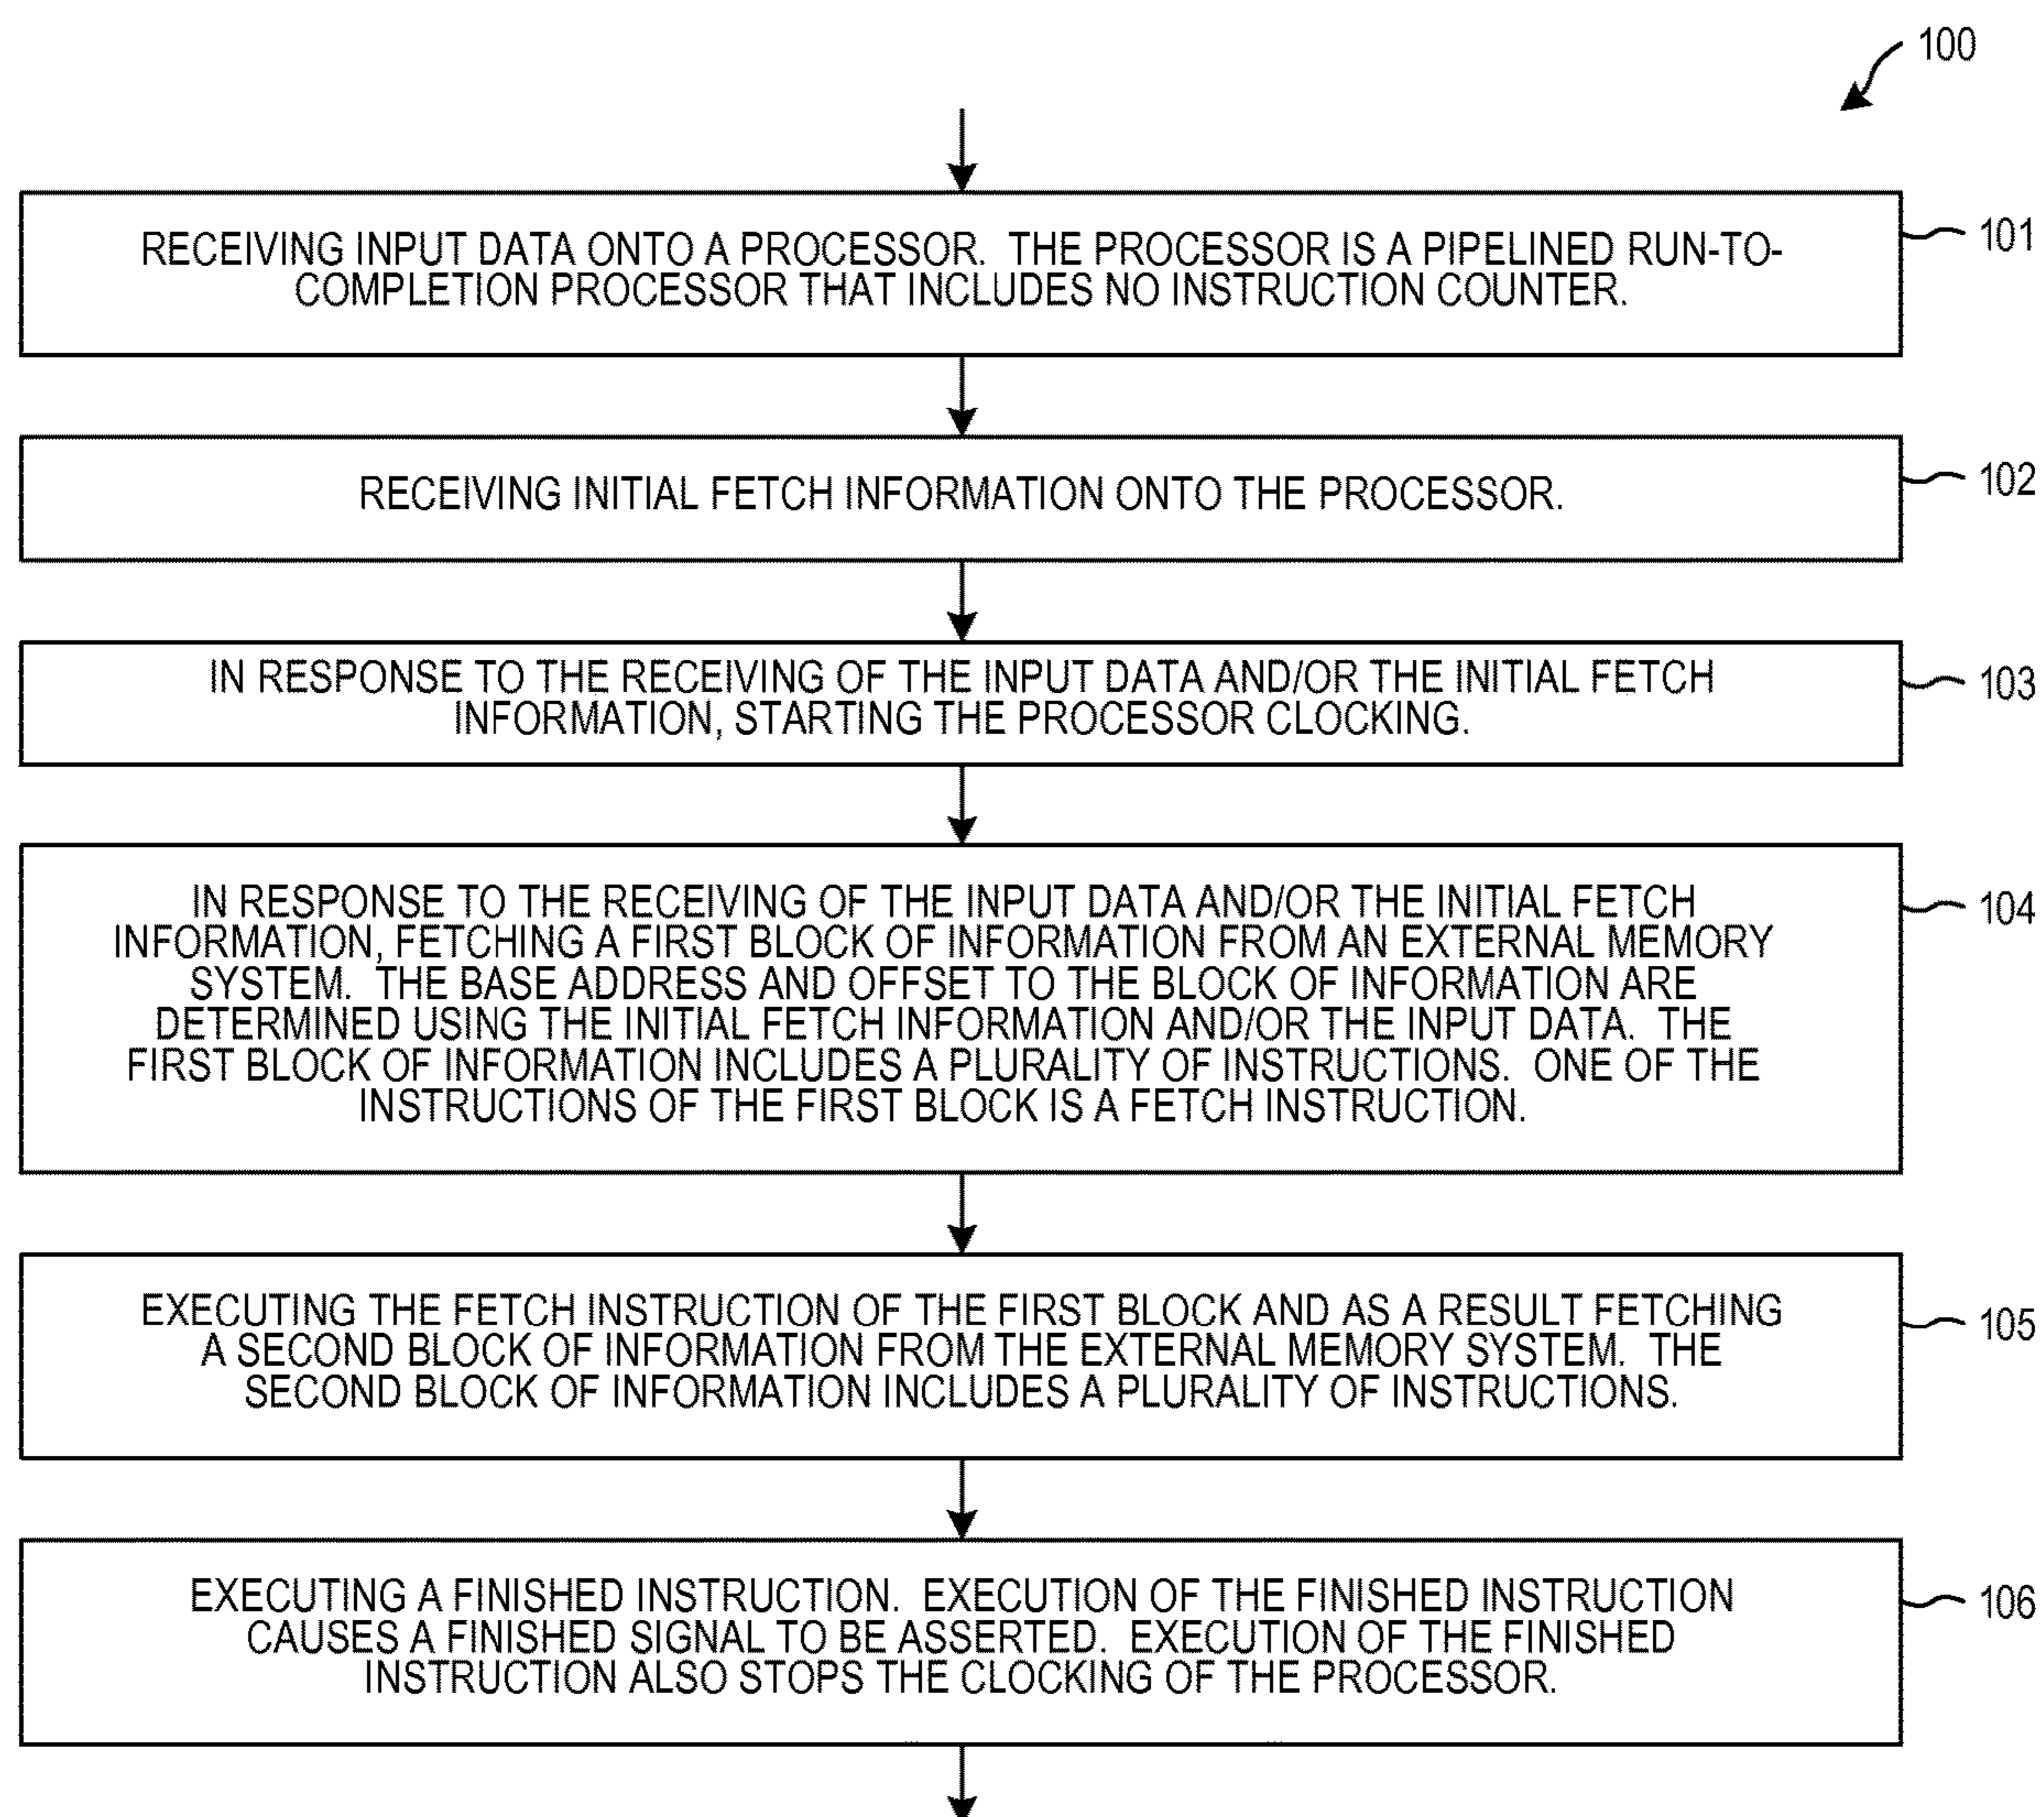 100
RECEIVING INPUT DATA ONTO A PROCESSOR. THE PROCESSOR IS A PIPELINED RUN-TO-
COMPLETION PROCESSOR THAT INCLUDES NO INSTRUCTION COUNTER.
101
RECEIVING INITIAL FETCH INFORMATION ONTO THE PROCESSOR.
102
IN RESPONSE TO THE RECEIVING OF THE INPUT DATA AND/OR THE INITIAL FETCH
INFORMATION, STARTING THE PROCESSOR CLOCKING.
103
IN RESPONSE TO THE RECEIVING OF THE INPUT DATA AND/OR THE INITIAL FETCH
INFORMATION, FETCHING A FIRST BLOCK OF INFORMATION FROM AN EXTERNAL MEMORY
SYSTEM. THE BASE ADDRESS AND OFFSET TO THE BLOCK OF INFORMATION ARE
DETERMINED USING THE INITIAL FETCH INFORMATION AND/OR THE INPUT DATA. THE
FIRST BLOCK OF INFORMATION INCLUDES A PLURALITY OF INSTRUCTIONS. ONE OF THE
INSTRUCTIONS OF THE FIRST BLOCK IS A FETCH INSTRUCTION.
104
EXECUTING THE FETCH INSTRUCTION OF THE FIRST BLOCK AND AS A RESULT FETCHING
A SECOND BLOCK OF INFORMATION FROM THE EXTERNAL MEMORY SYSTEM. THE
SECOND BLOCK OF INFORMATION INCLUDES A PLURALITY OF INSTRUCTIONS.
105
EXECUTING A FINISHED INSTRUCTION. EXECUTION OF THE FINISHED INSTRUCTION
CAUSES A FINISHED SIGNAL TO BE ASSERTED. EXECUTION OF THE FINISHED
INSTRUCTION ALSO STOPS THE CLOCKING OF THE PROCESSOR.
106